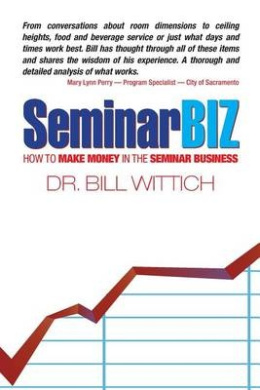 From conversations about room dimensions to ceiling
heights, food and beverage service or just what days and
times work best. Bill has thought through all of these items
and shares the wisdom of his experience. A thorough and
detailed analysis of what works.
Mary Lynn Perry — Program Specialist — City of Sacramento
SeminarBIZ
HOW TO MAKE MONEY IN THE SEMINAR BUSINESS
DR. BILL WITTICH